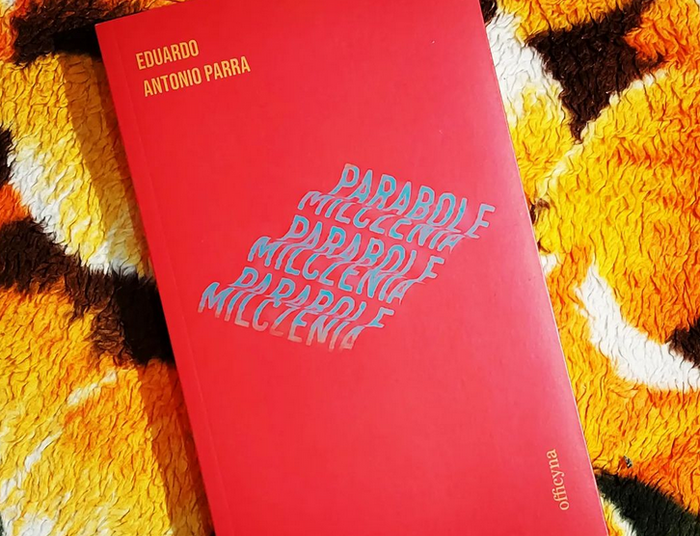 EDUARDO
ANTONIO PARRA
PARABOLE
MILCZENIA
PARABOLE
MILCZENIA
PARABOLE
MILCZENIA
officyna